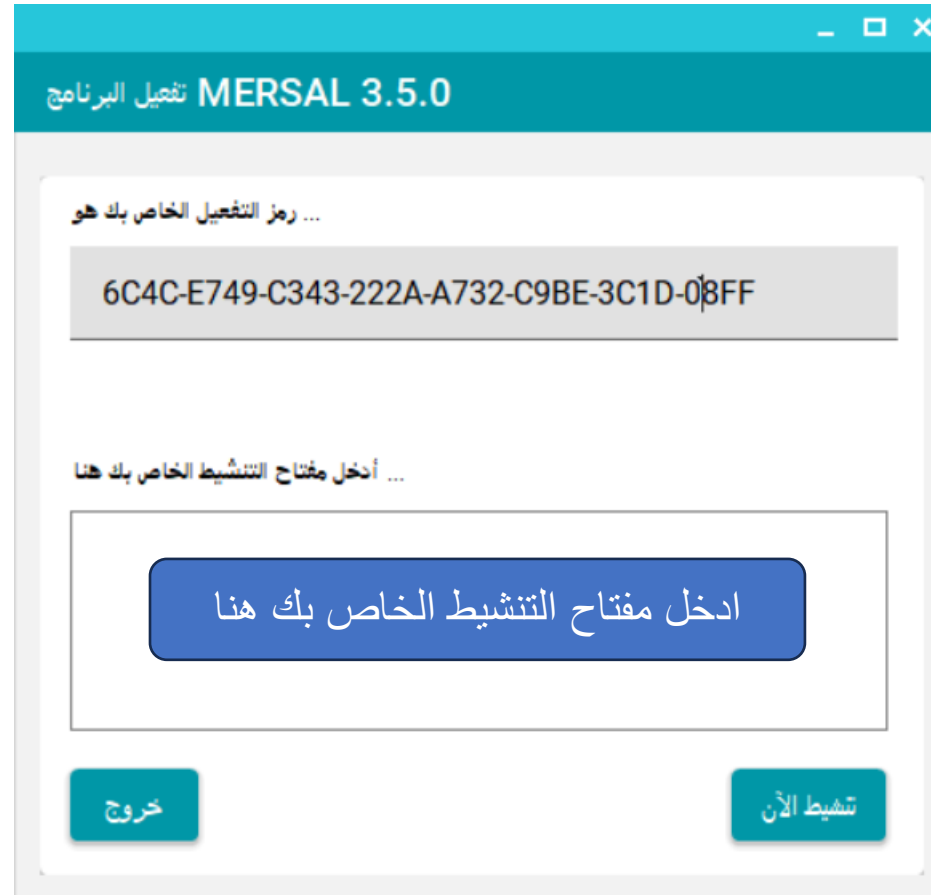 تفعيل البرنامج MERSAL 3.5.0
... رمز التفعيل الخاص بك هو
6C4C-E749-C343-222A-A732-C9BE-3C1D-08FF
... أدخل مفتاح التنشيط الخاص بك هنا
ادخل مفتاح التنشيط الخاص بك هنا
خروج
تنشيط الآن